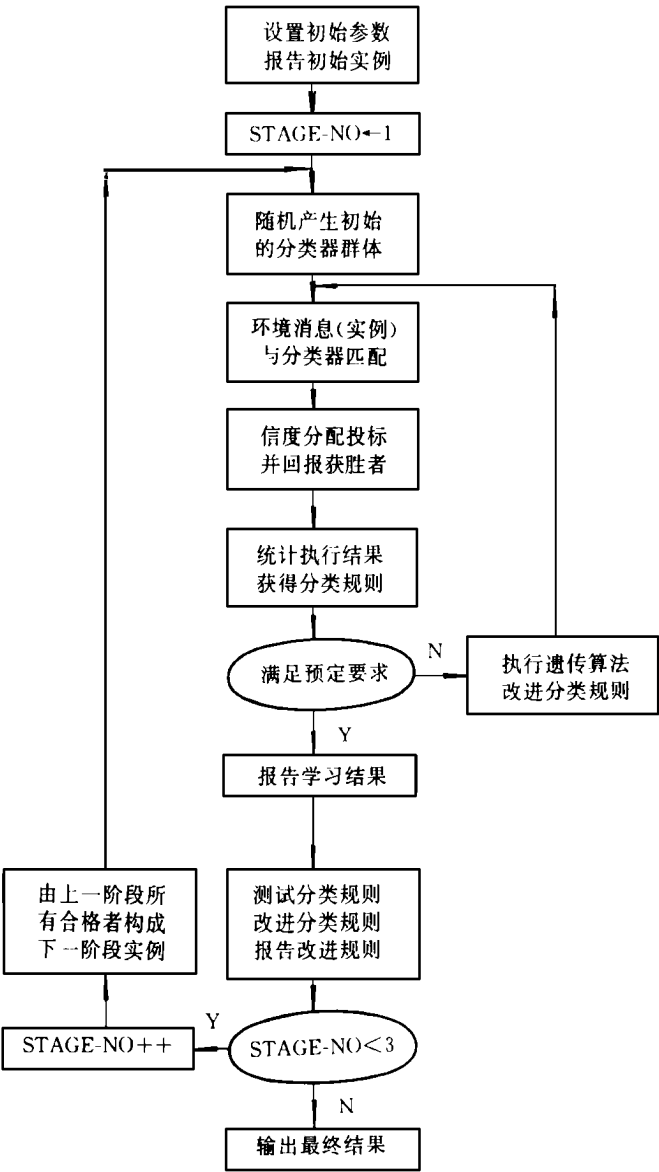 设置初始参数
报告初始实例
STAGE-NO←1
随机产生初始
的分类器群体
环境消息(实例)
与分类器匹配
信度分配投标
并回报获胜者
统计执行结果
获得分类规则
满足预定要求
N
执行遗传算法
改进分类规则
Y
报告学习结果
由上一阶段所
有合格者构成
下一阶段实例
测试分类规则
改进分类规则
报告改进规则
STAGE-NO++
Y
STAGE-NO<3
N
输出最终结果